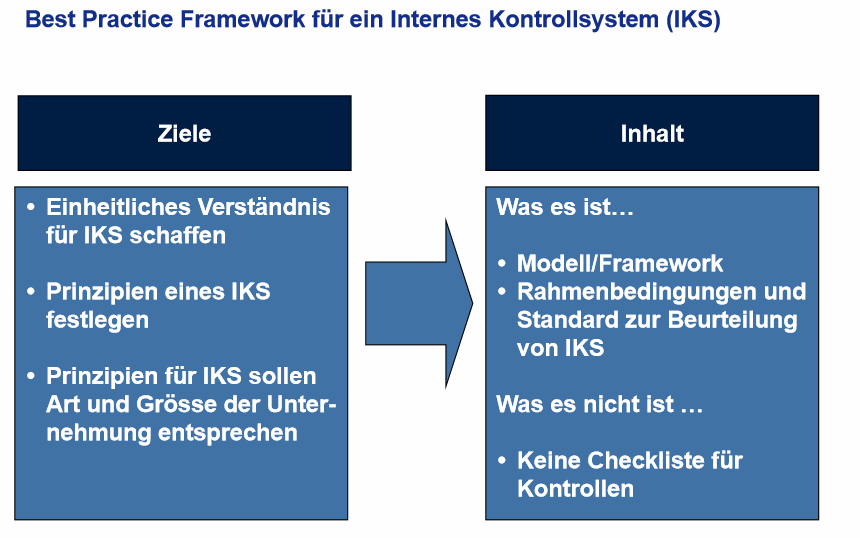 Best Practice Framework für ein Internes Kontrollsystem (IKS)
Ziele
• Einheitliches Verständnis
für IKS schaffen
• Prinzipien eines IKS
festlegen
• Prinzipien für IKS sollen
Art und Grösse der Unter-
nehmung entsprechen
Inhalt
Was es ist…
• Modell/Framework
• Rahmenbedingungen und
Standard zur Beurteilung
von IKS
Was es nicht ist …
• Keine Checkliste für
Kontrollen